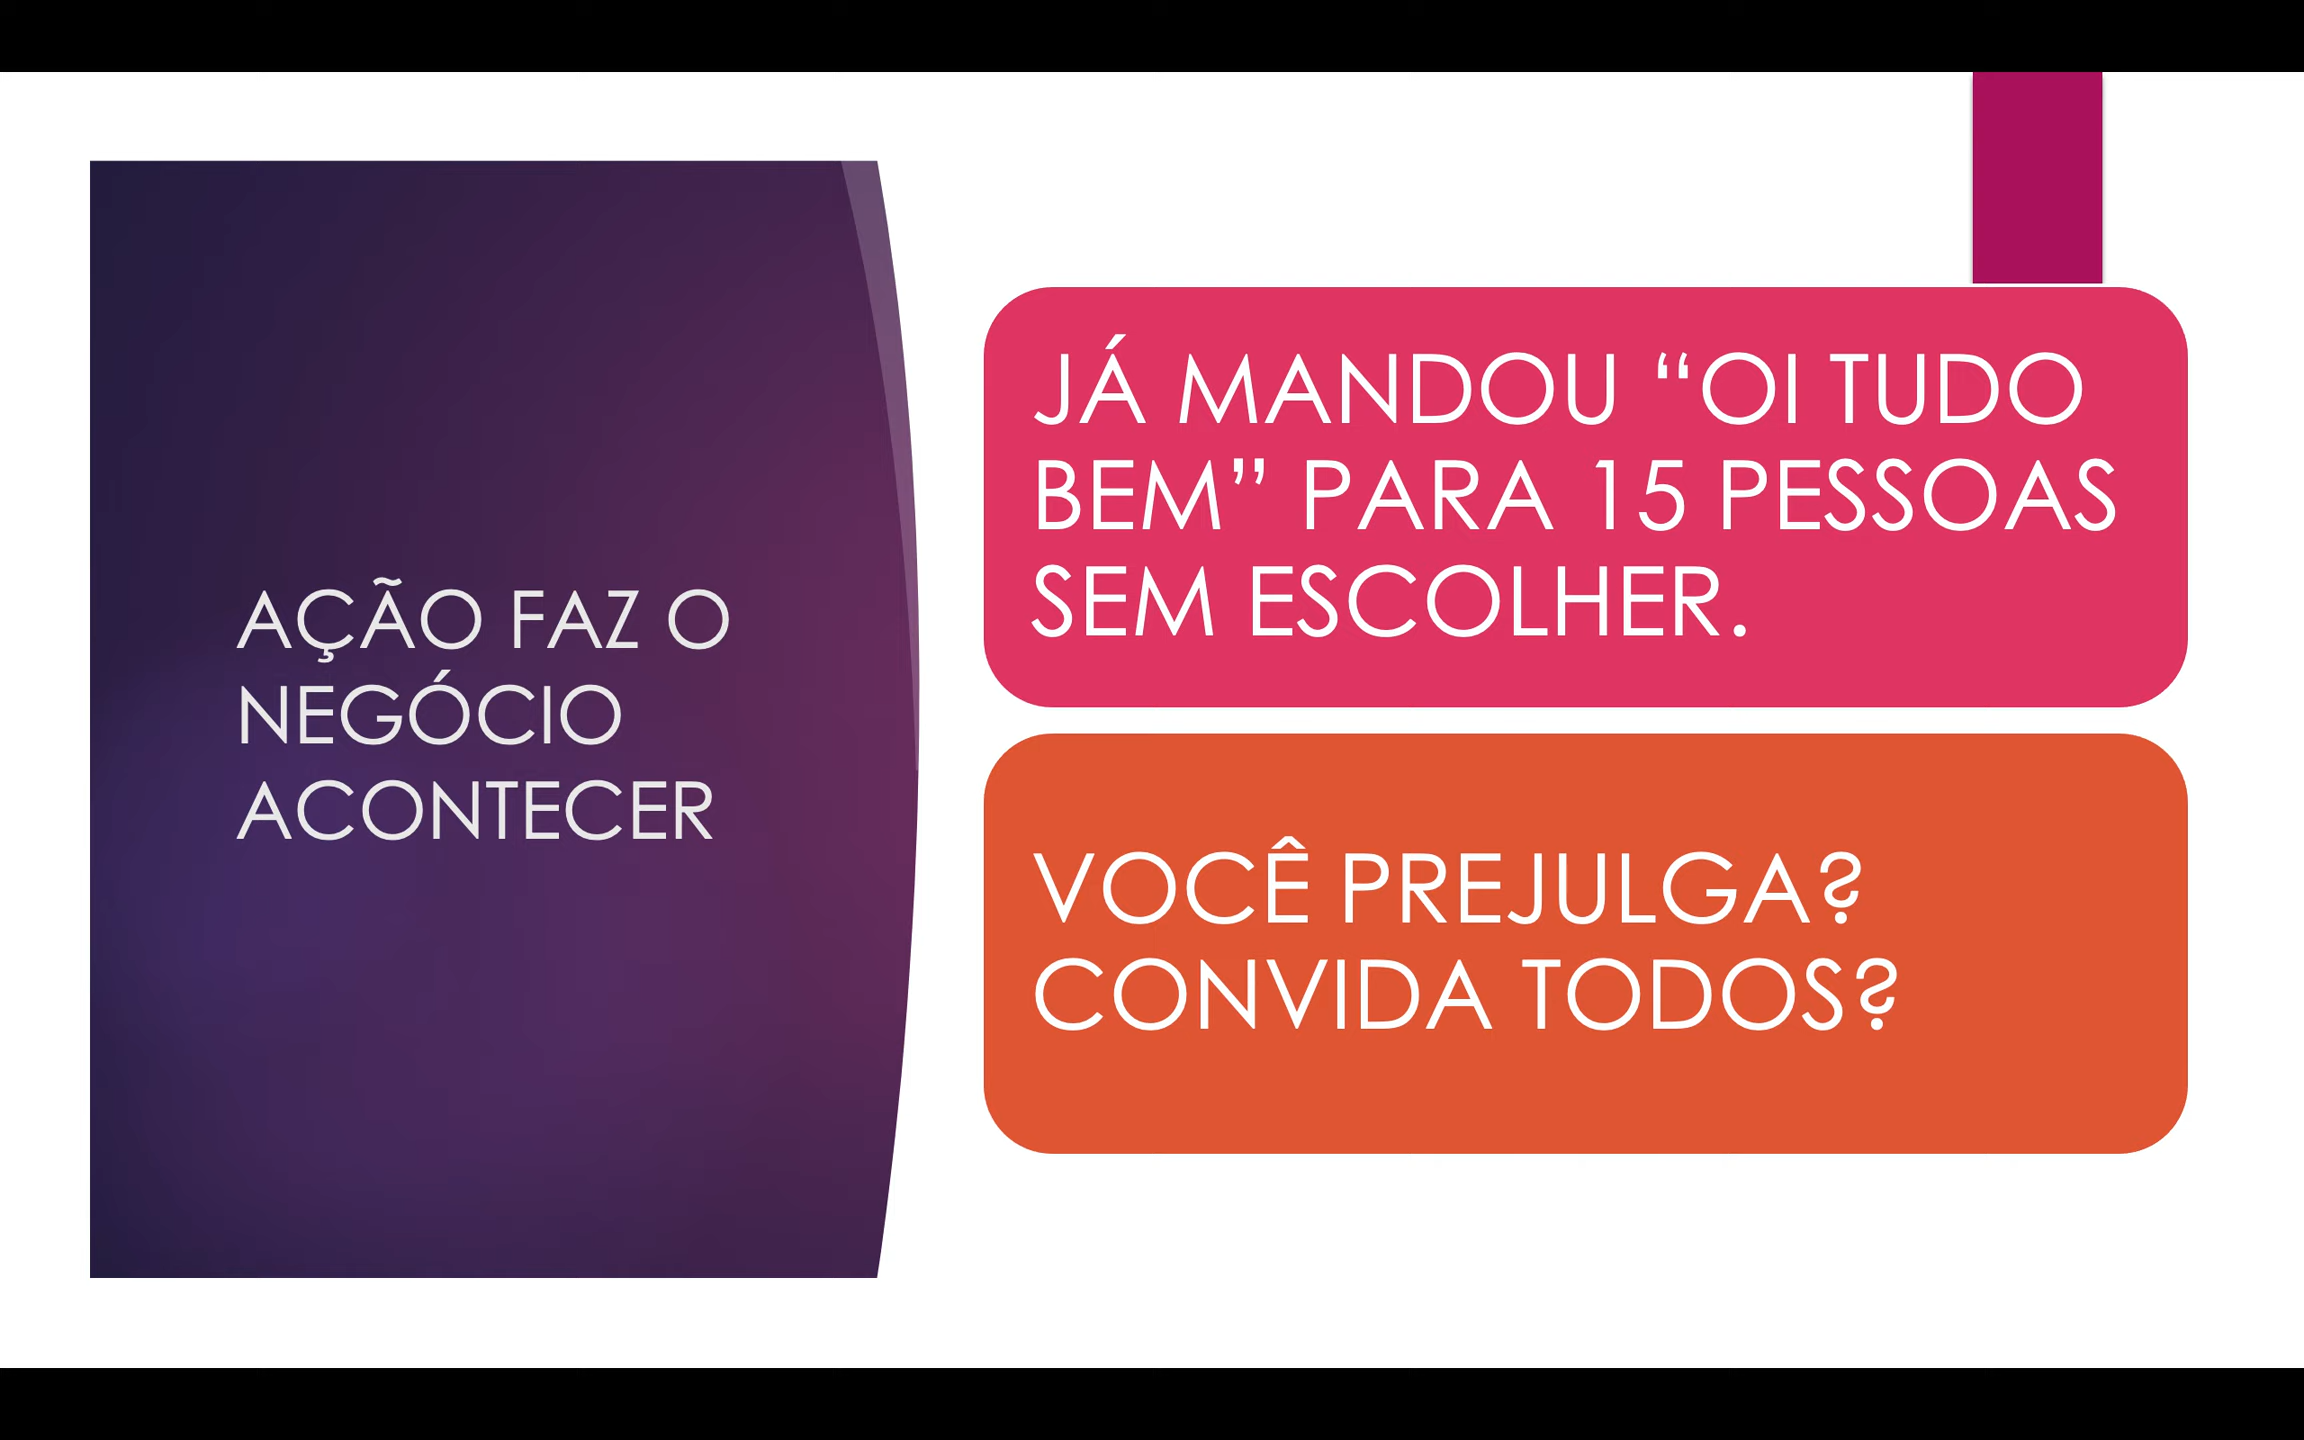 AÇÃO FAZ O
NEGÓCIO
ACONTECER
JÁ MANDOU “OI TUDO
BEM” PARA 15 PESSOAS
SEM ESCOLHER.
VOCÊ PREJULGA?
CONVIDA TODOS?